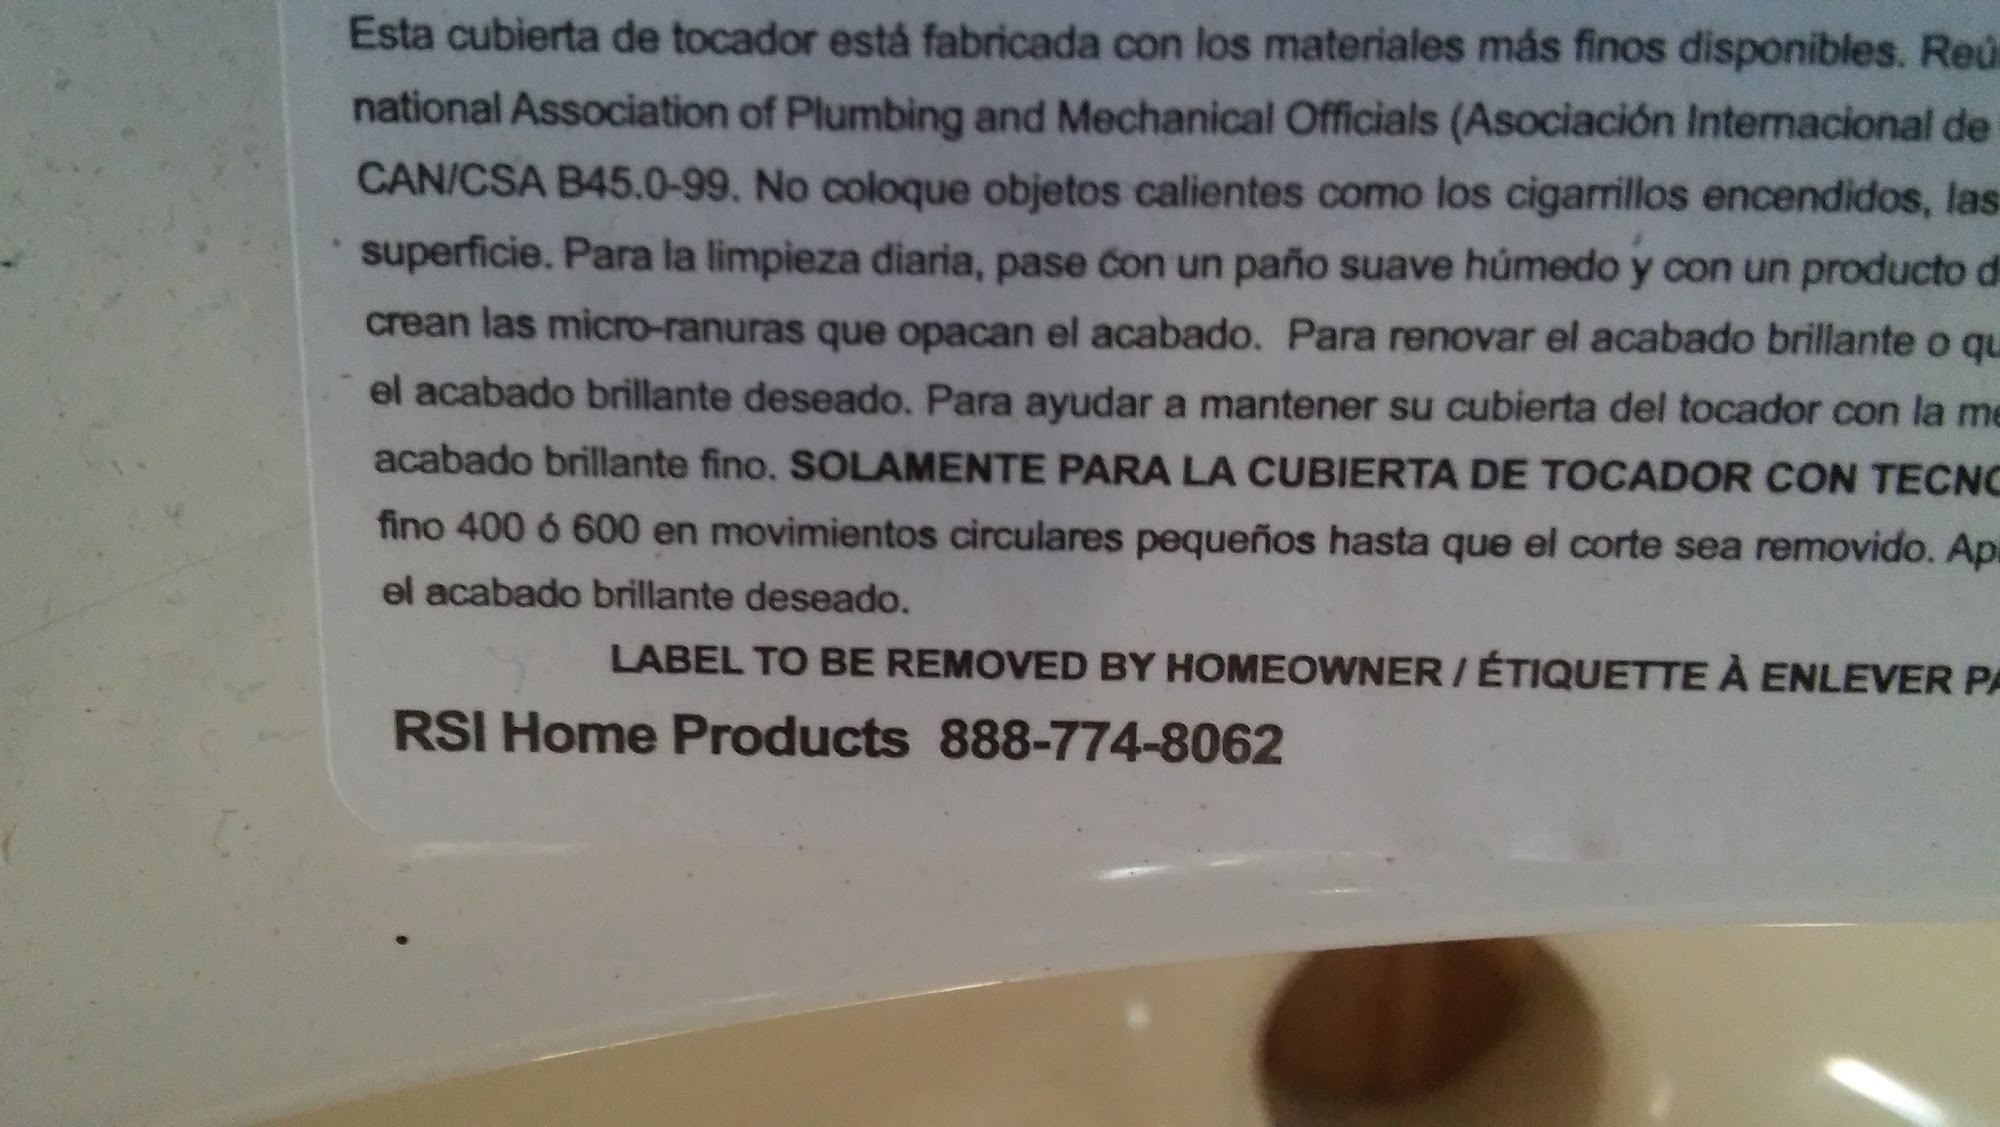 Esta cubierta de tocador está fabricada con los materiales más finos disponibles. Reú
national Association of Plumbing and Mechanical Officials (Asociación Internacional de
CAN/CSA B45.0-99. No coloque objetos calientes como los cigarrillos encendidos, las
superficie. Para la limpieza diaria, pase con un paño suave húmedo y con un producto d
crean las micro-ranuras que opacan el acabado. Para renovar el acabado brillante o qu
el acabado brillante deseado. Para ayudar a mantener su cubierta del tocador con la me
acabado brillante fino. SOLAMENTE PARA LA CUBIERTA DE TOCADOR CON TECNO
fino 400 ó 600 en movimientos circulares pequeños hasta que el corte sea removido. Apl
el acabado brillante deseado.
LABEL TO BE REMOVED BY HOMEOWNER / ÉTIQUETTE À ENLEVER PA
RSI Home Products 888-774-8062